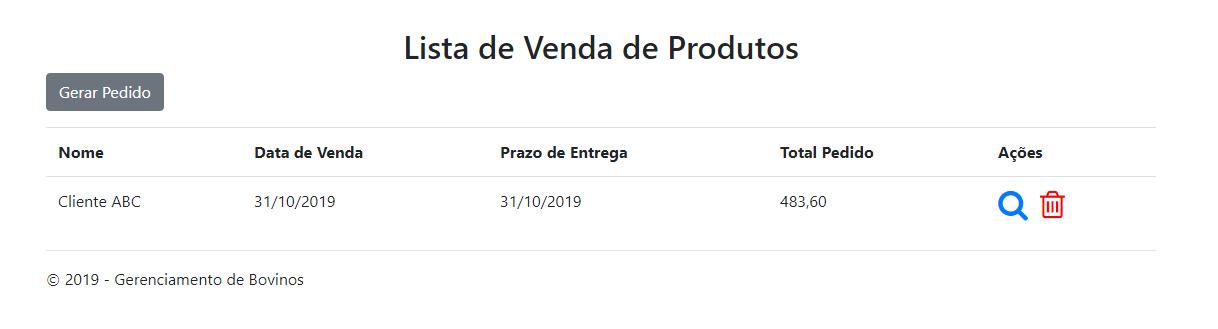 Lista de Venda de Produtos
Gerar Pedido
Nome Data de Venda Prazo de Entrega Total Pedido Ações
Cliente ABC 31/10/2019 31/10/2019 483,60
© 2019 - Gerenciamento de Bovinos